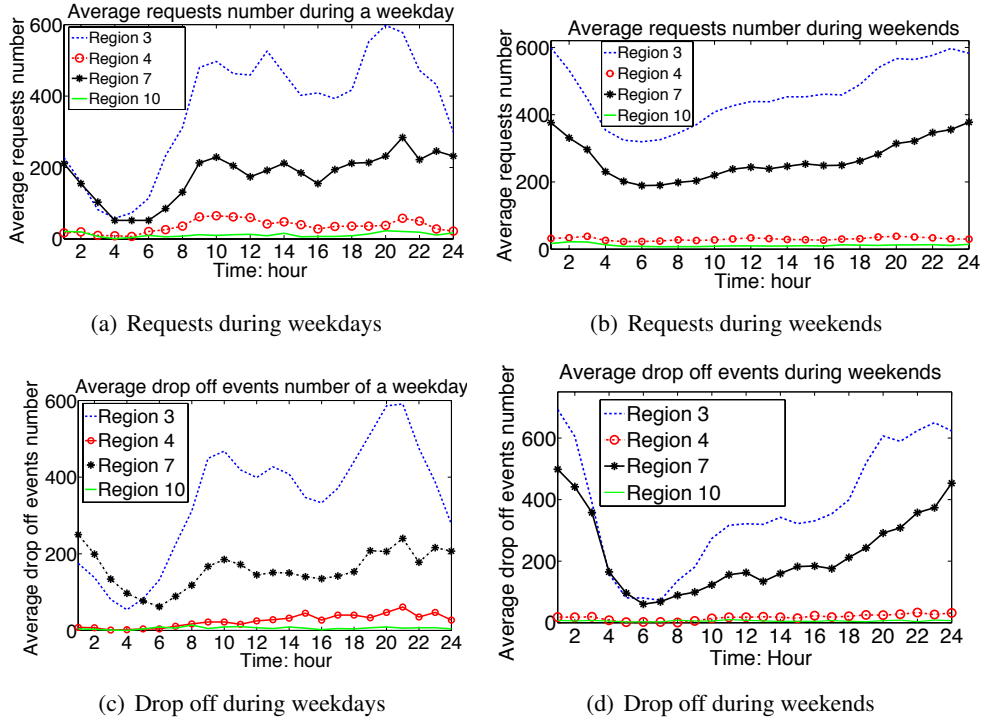 Average requests number during a weekday
Average requests number
600
400
200
0
Region 3
Region 4
Region 7
Region 10
2 4 6 8 10 12 14 16 18 20 22 24
Time: hour
(a) Requests during weekdays
Average requests number during weekends
Average requests number
600
400
200
0
Region 3
Region 4
Region 7
Region 10
2 4 6 8 10 12 14 16 18 20 22 24
Time: hour
(b) Requests during weekends
Average drop off events number of a weekday
Average drop off events number
600
400
200
0
Region 3
Region 4
Region 7
Region 10
2 4 6 8 10 12 14 16 18 20 22 24
Time: hour
(c) Drop off during weekdays
Average drop off events during weekends
Average drop off events number
600
400
200
0
Region 3
Region 4
Region 7
Region 10
2 4 6 8 10 12 14 16 18 20 22 24
Time: Hour
(d) Drop off during weekends